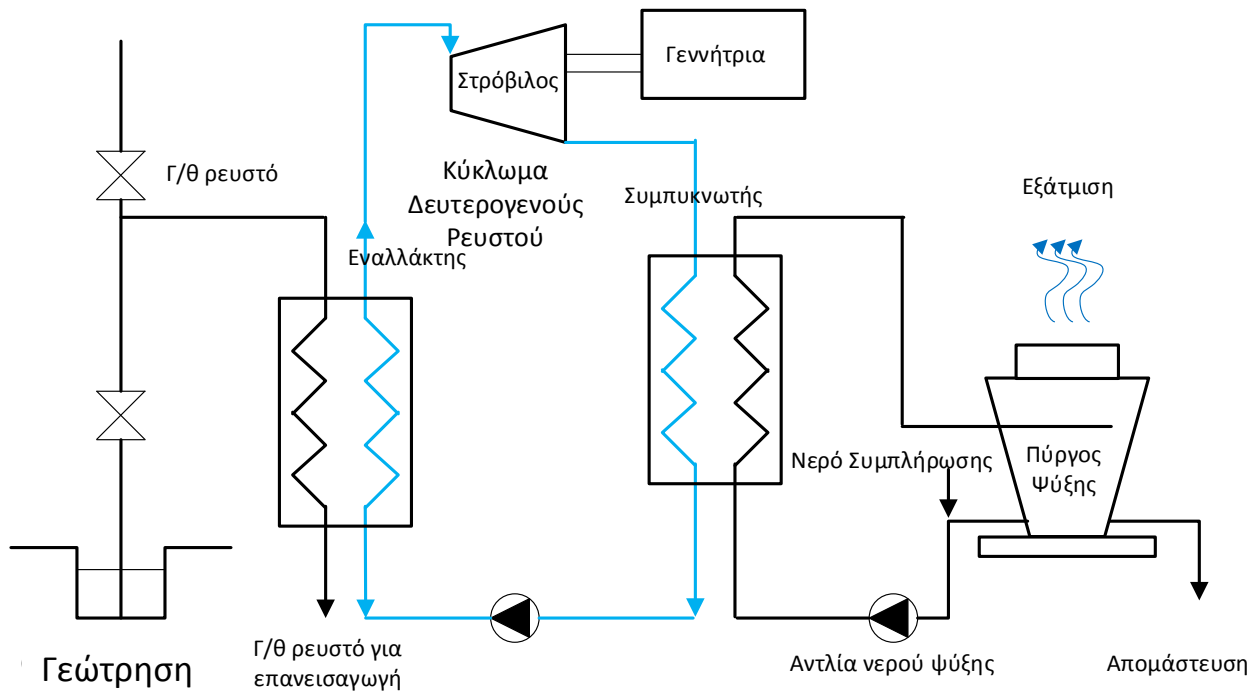 Γεννήτρια
Στρόβιλος
Γ/θ ρευστό
Κύκλωμα
Δευτερογενούς
Ρευστού
Συμπυκνωτής
Εξάτμιση
Εναλλάκτης
Νερό Συμπλήρωσης
Πύργος
Ψύξης
Γεώτρηση
Γ/θ ρευστό για
επανεισαγωγή
Αντλία νερού ψύξης
Απομάστευση